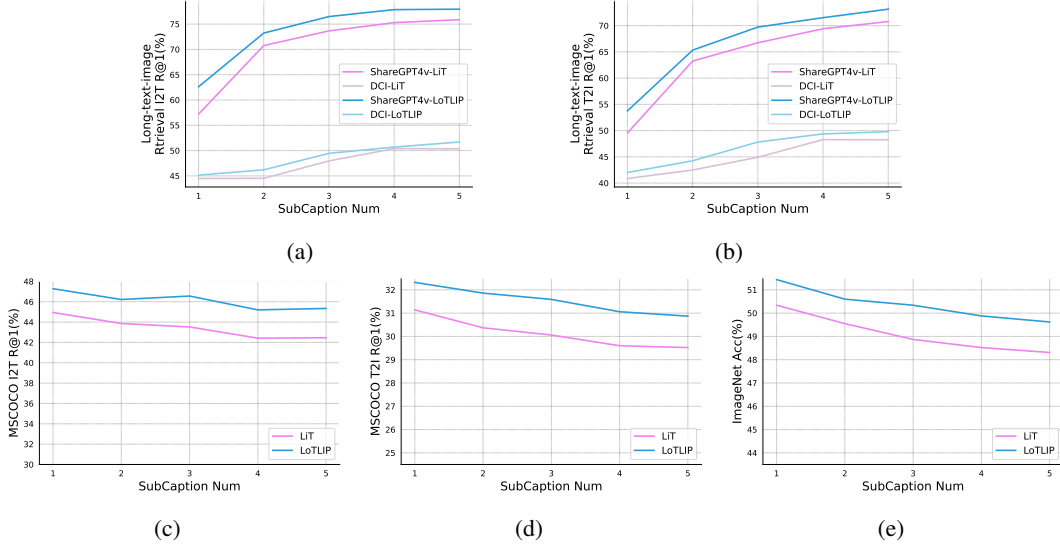 Long-text-image
Rtrieval I2T R@1(%)
75
70
65
60
55
50
45
ShareGPT4v-LiT
DCI-LiT
ShareGPT4v-LoTLIP
DCI-LoTLIP
1 2 3 4 5
SubCaption Num
(a)
Long-text-image
Rtrieval T2I R@1(%)
70
65
60
55
50
45
40
ShareGPT4v-LiT
DCI-LiT
ShareGPT4v-LoTLIP
DCI-LoTLIP
1 2 3 4 5
SubCaption Num
(b)
MSCOCO I2T R@1(%)
48
46
44
42
40
38
36
34
32
30
LiT
LoTLIP
1 2 3 4 5
SubCaption Num
(c)
MSCOCO T2I R@1(%)
32
31
30
29
28
27
26
25
LiT
LoTLIP
1 2 3 4 5
SubCaption Num
(d)
ImageNet Acc(%)
51
50
49
48
47
46
45
44
LiT
LoTLIP
1 2 3 4 5
SubCaption Num
(e)